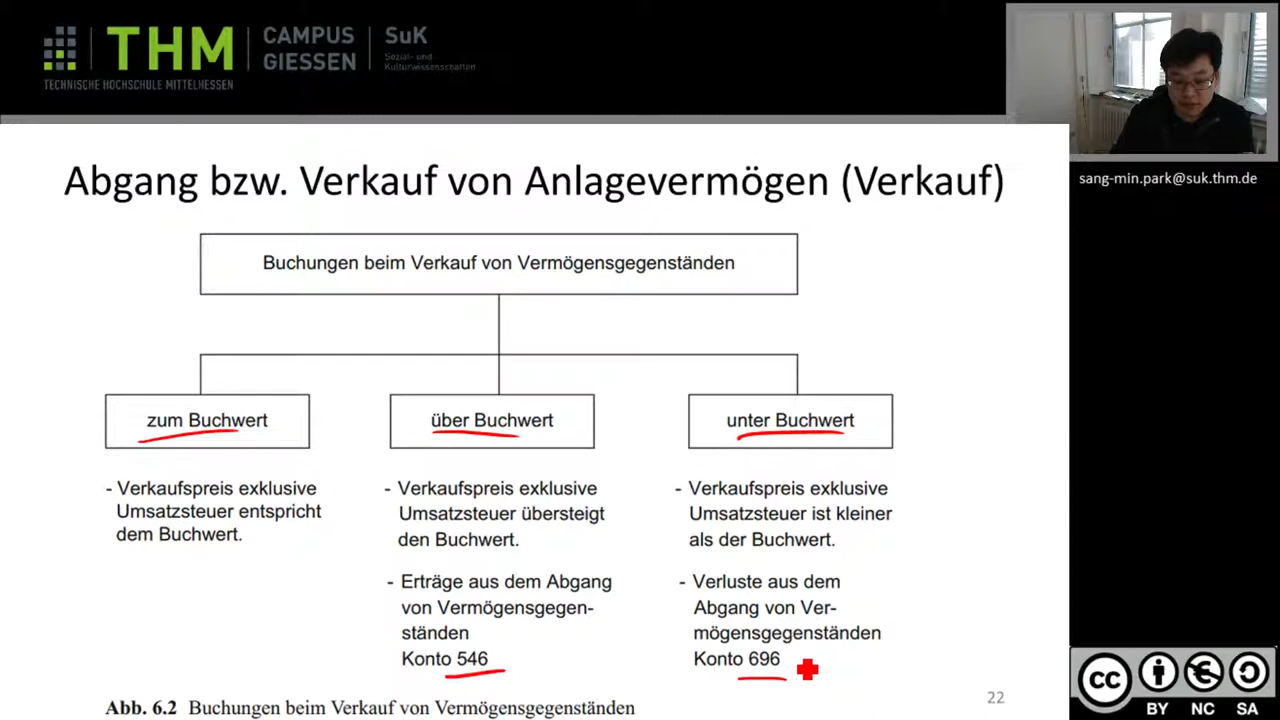 THM
CAMPUS
GIESSEN
SuK
Sozial- und
Kulturwissenschaften
TECHNISCHE HOCHSCHULE MITTELHESSEN
sang-min.park@suk.thm.de
Abgang bzw. Verkauf von Anlagevermögen (Verkauf)
Buchungen beim Verkauf von Vermögensgegenständen
zum Buchwert
- Verkaufspreis exklusive
Umsatzsteuer entspricht
dem Buchwert.
über Buchwert
- Verkaufspreis exklusive
Umsatzsteuer übersteigt
den Buchwert.
- Erträge aus dem Abgang
von Vermögensgegen-
ständen
Konto 546
unter Buchwert
- Verkaufspreis exklusive
Umsatzsteuer ist kleiner
als der Buchwert.
- Verluste aus dem
Abgang von Ver-
mögensgegenständen
Konto 696
Abb. 6.2 Buchungen beim Verkauf von Vermögensgegenständen
22
cc
BY NC SA